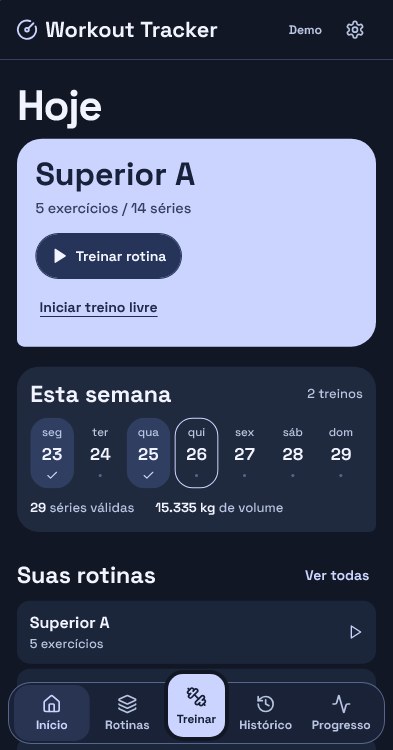 Workout Tracker
Demo
Hoje
Superior A
5 exercícios / 14 séries
Treinar rotina
Iniciar treino livre
Esta semana
2 treinos
seg ter qua qui sex sáb dom
23 24 25 26 27 28 29
29 séries válidas 15.335 kg de volume
Suas rotinas
Ver todas
Superior A
5 exercícios
Início Rotinas Treinar Histórico Progresso